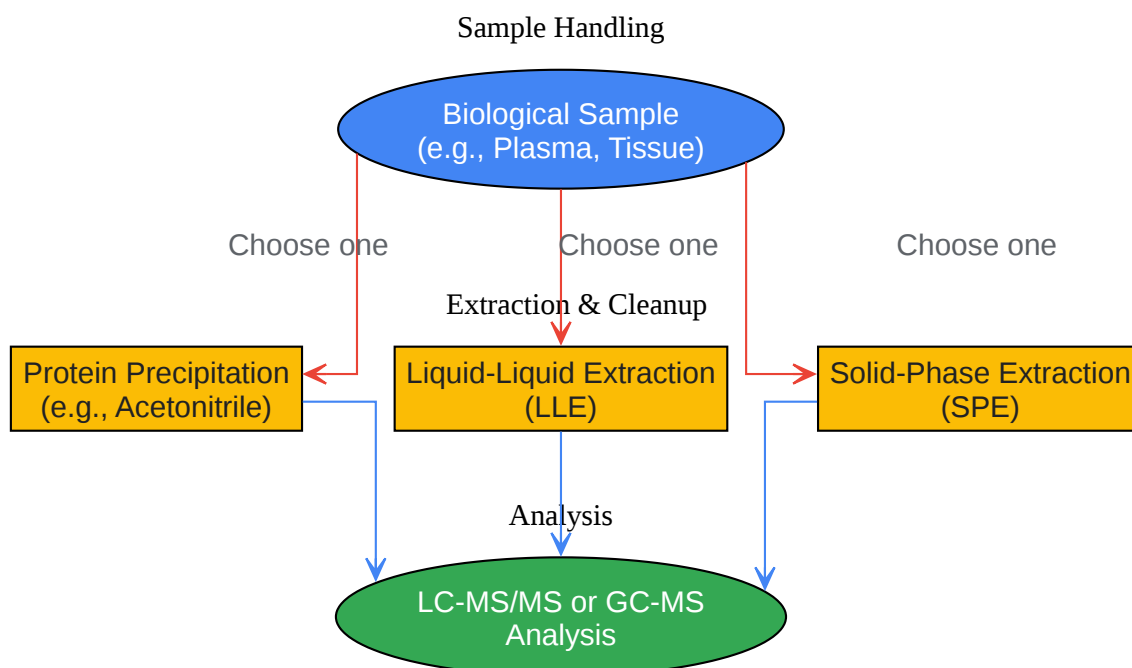 Sample Handling
Biological Sample
(e.g., Plasma, Tissue)
Choose one
Choose one
Choose one
Extraction & Cleanup
Protein Precipitation
(e.g., Acetonitrile)
Liquid-Liquid Extraction
(LLE)
Solid-Phase Extraction
(SPE)
Analysis
LC-MS/MS or GC-MS
Analysis